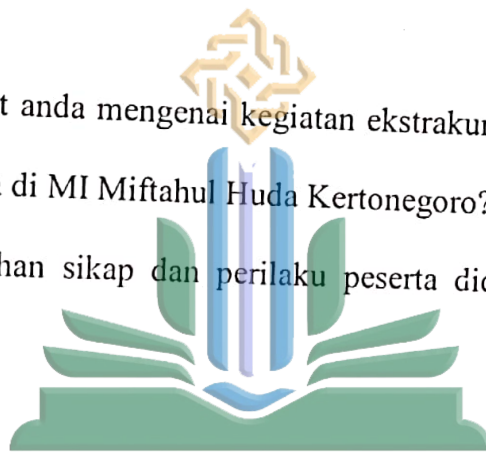 t anda mengenai kegiatan ekstrakur
di MI Miftahul Huda Kertonegoro?
han sikap dan perilaku peserta did